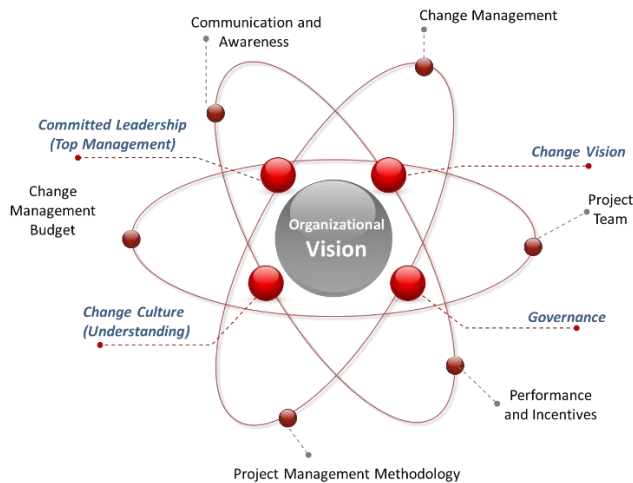 Communication and
Awareness
Change Management
Committed Leadership
(Top Management)
Change Vision
Change
Management
Budget
Organizational
Vision
Project
Team
Change Culture
(Understanding)
Governance
Performance
and Incentives
Project Management Methodology